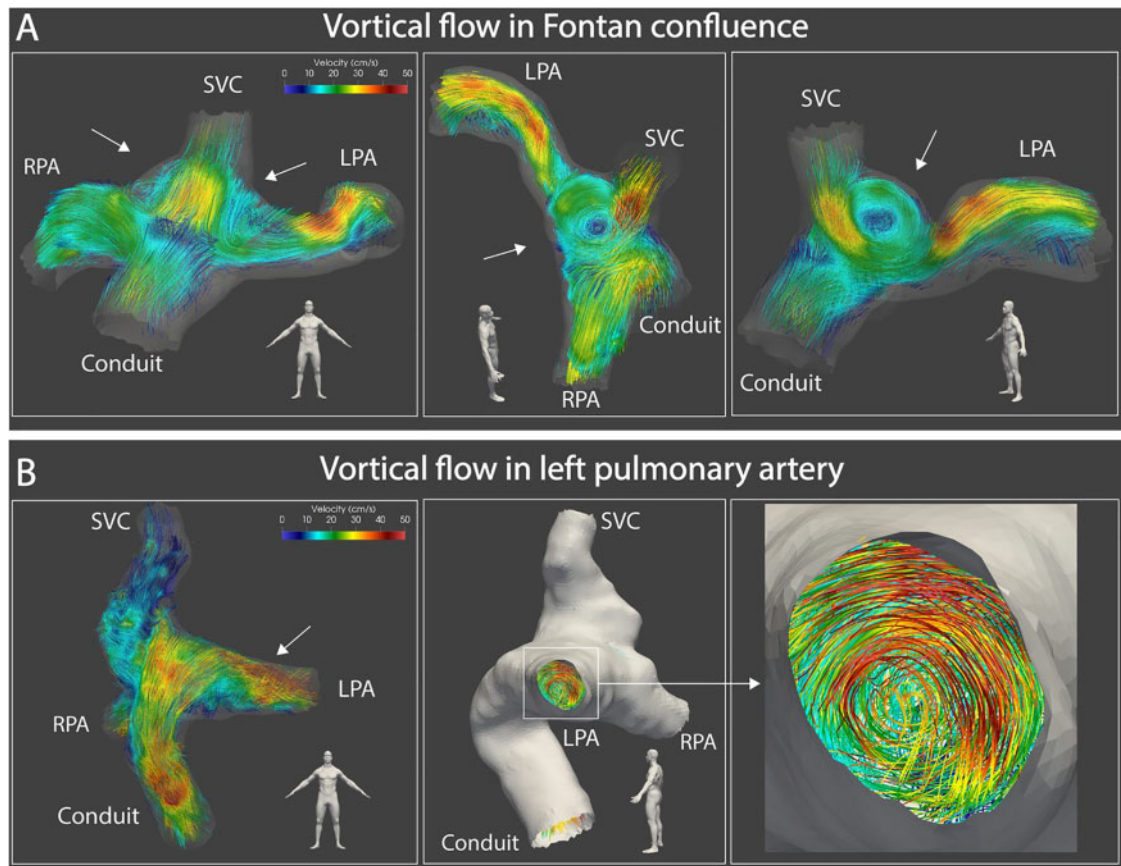 A
Vortical flow in Fontan confluence
SVC
Velocity (cm/s)
0 10 20 30 40 50
RPA
LPA
Conduit
LPA
SVC
Conduit
RPA
SVC
LPA
Conduit
B
Vortical flow in left pulmonary artery
SVC
Velocity (cm/s)
0 10 20 30 40 50
LPA
RPA
Conduit
SVC
LPA
RPA
Conduit